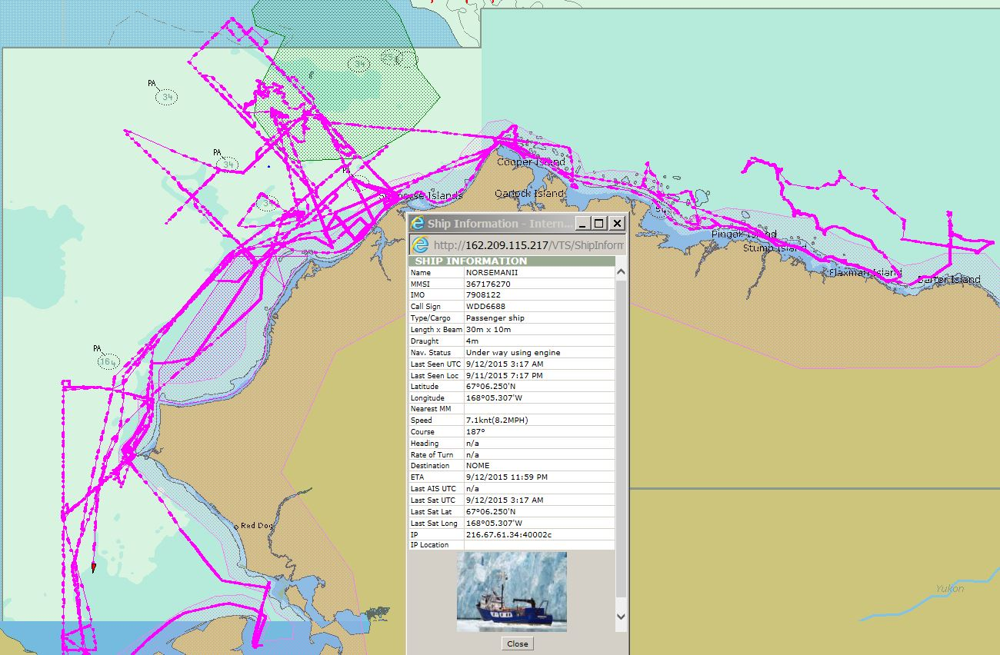 34
25
PA
34
PA
34
Cooper Island
Oarlock Island
Pingok Island
Stump Island
Flaxman Island
Barter Island
PA
164
Red Dog
Yukon
Ship Information - Intern...
http://162.209.115.217/VTS/ShipInform
SHIP INFORMATION
Name NORSEMANII
MMSI 367176270
IMO 7908122
Call Sign WDD6688
Type/Cargo Passenger ship
Length x Beam 30m x 10m
Draught 4m
Nav. Status Under way using engine
Last Seen UTC 9/12/2015 3:17 AM
Last Seen Loc 9/11/2015 7:17 PM
Latitude 67°06.250'N
Longitude 168°05.307'W
Nearest MM
Speed 7.1knt(8.2MPH)
Course 187°
Heading n/a
Rate of Turn n/a
Destination NOME
ETA 9/12/2015 11:59 PM
Last AIS UTC n/a
Last Sat UTC 9/12/2015 3:17 AM
Last Sat Lat 67°06.250'N
Last Sat Long 168°05.307'W
IP 216.67.61.34:40002c
IP Location
Close